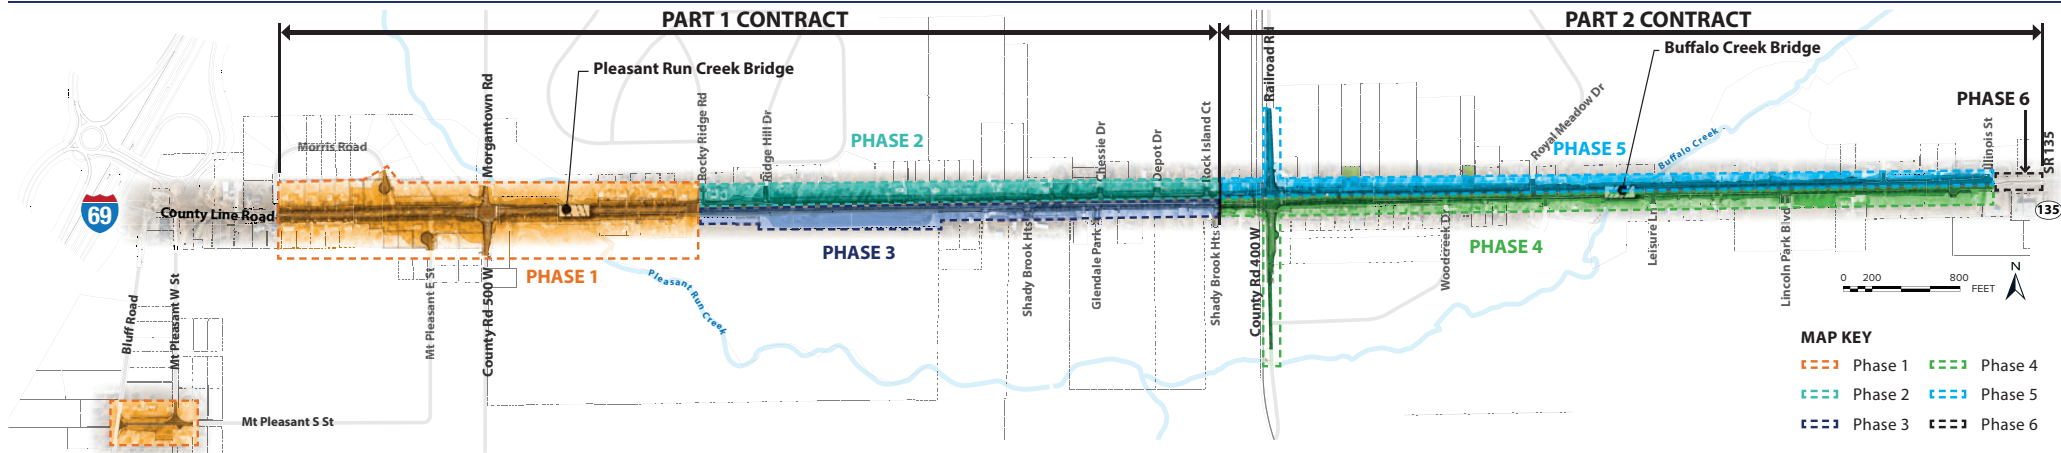 PART 1 CONTRACT
PART 2 CONTRACT
Pleasant Run Creek Bridge
Buffalo Creek Bridge
Morris Road
Morgantown Rd
Rocky Ridge Rd
Ridge Hill Dr
PHASE 2
Chessie Dr
Depot Dr
Rock Island Ct
Railroad Rd
Royal Meadow Dr
PHASE 5
Buffalo Creek
PHASE 6
Illinois St
SR 135
69
County Line Road
135
PHASE 1
PHASE 3
PHASE 4
Bluff Road
Mt Pleasant W St
Mt Pleasant E St
County Rd 500 W
Pleasant Run Creek
Shady Brook Hts
Glendale Park
Shady Brook Hts
County Rd 400 W
Woodcreek Dr
Leisure Ln
Lincoln Park Blvd
0 200 800 FEET
N
Mt Pleasant S St
MAP KEY
Phase 1
Phase 2
Phase 3
Phase 4
Phase 5
Phase 6